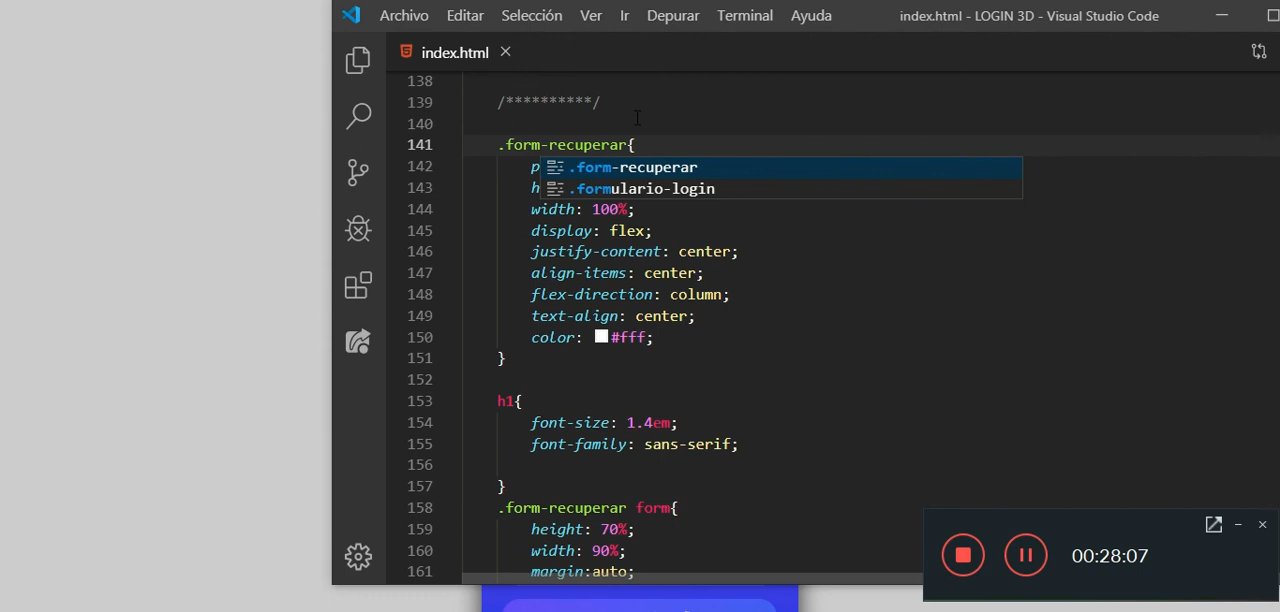 Archivo Editar Selección Ver Ir Depurar Terminal Ayuda index.html - LOGIN 3D - Visual Studio Code
index.html
138
139 /**********/
140
141 .form-recuperar{
142 p .form-recuperar
143 h .formulario-login
144 width: 100%;
145 display: flex;
146 justify-content: center;
147 align-items: center;
148 flex-direction: column;
149 text-align: center;
150 color: #fff;
151 }
152
153 h1{
154 font-size: 1.4em;
155 font-family: sans-serif;
156
157 }
158 .form-recuperar form{
159 height: 70%;
160 width: 90%;
161 margin:auto;
00:28:07